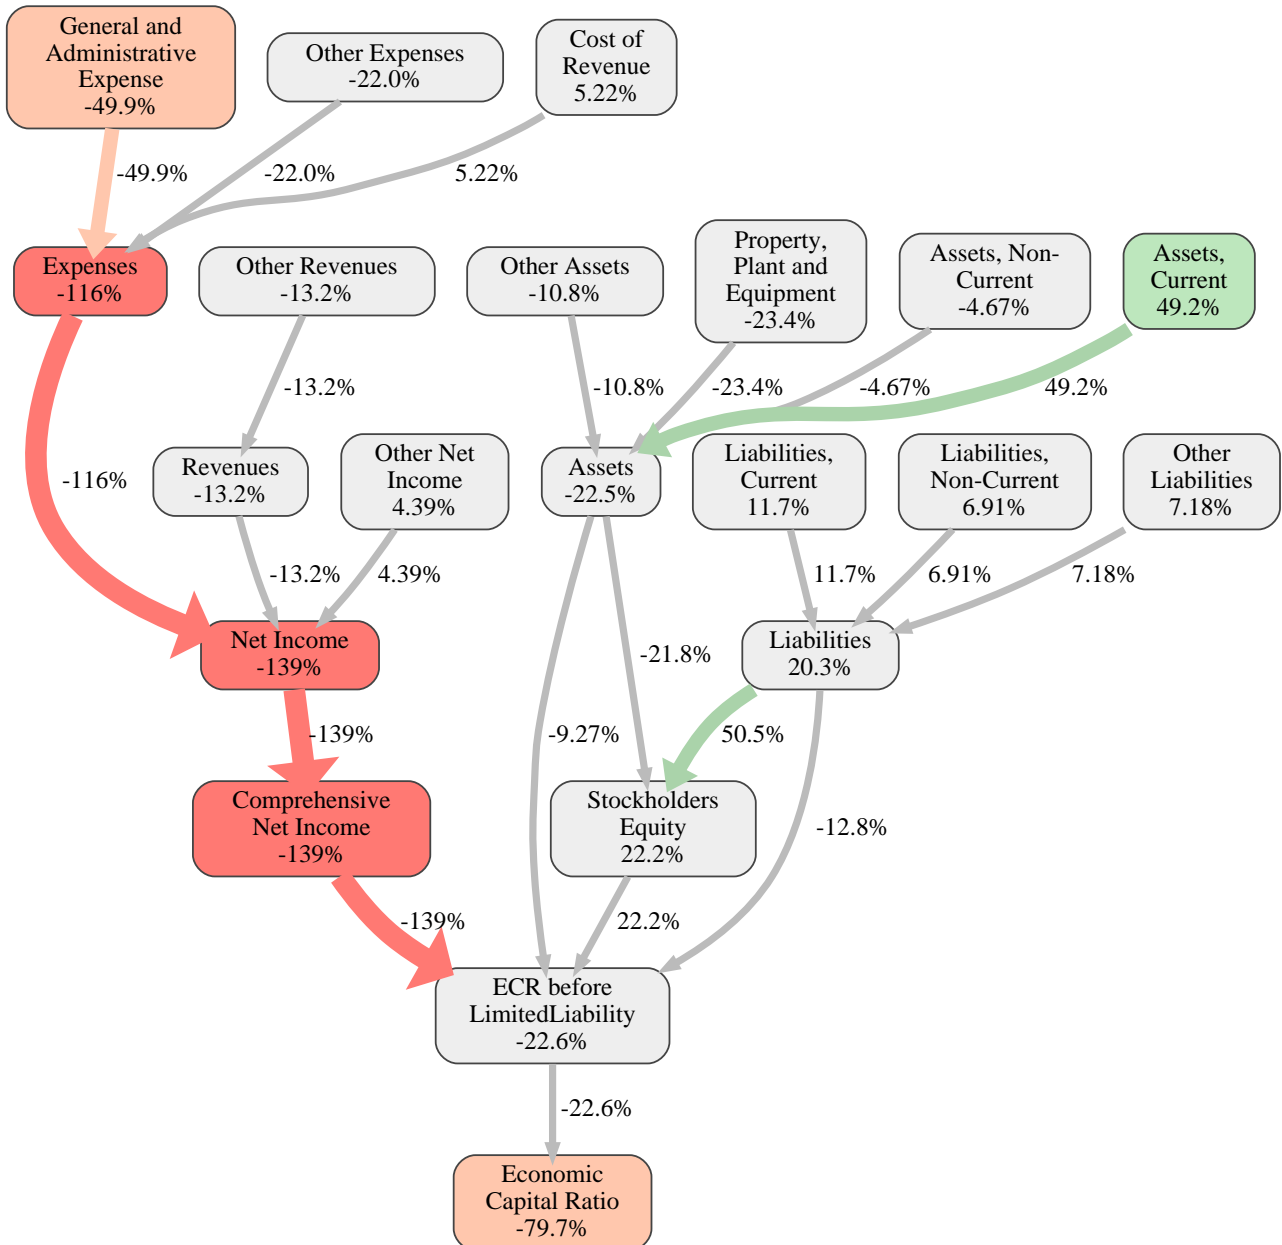 General and
Administrative
Expense
-49.9%
Other Expenses
-22.0%
Cost of
Revenue
5.22%
-49.9%
-22.0%
5.22%
Expenses
-116%
Other Revenues
-13.2%
Other Assets
-10.8%
Property,
Plant and
Equipment
-23.4%
Assets, Non-
Current
-4.67%
Assets,
Current
49.2%
-13.2%
-10.8%
-23.4%
-4.67%
49.2%
-116%
Revenues
-13.2%
Other Net
Income
4.39%
Assets
-22.5%
Liabilities,
Current
11.7%
Liabilities,
Non-Current
6.91%
Other
Liabilities
7.18%
-13.2%
4.39%
11.7%
6.91%
7.18%
Net Income
-139%
-21.8%
Liabilities
20.3%
-139%
-9.27%
50.5%
Comprehensive
Net Income
-139%
Stockholders
Equity
22.2%
-12.8%
-139%
22.2%
ECR before
LimitedLiability
-22.6%
-22.6%
Economic
Capital Ratio
-79.7%